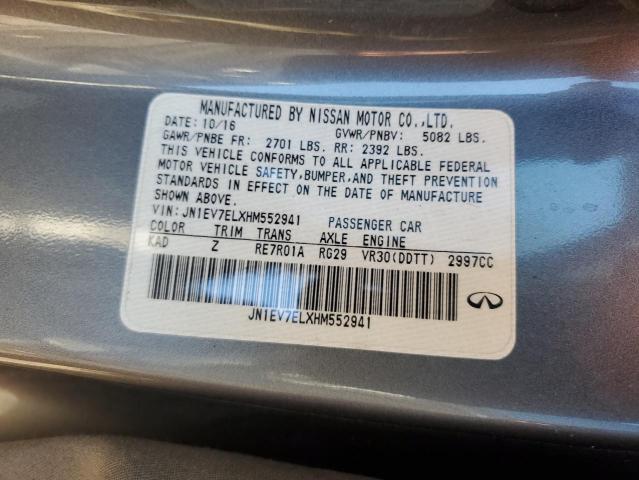 MANUFACTURED BY NISSAN MOTOR CO.,LTD.
DATE: 10/16 GVWR/PNBV: 5082 LBS.
GAWR/PNBE FR: 2701 LBS. RR: 2392 LBS.
THIS VEHICLE CONFORMS TO ALL APPLICABLE FEDERAL
MOTOR VEHICLE SAFETY,BUMPER,AND THEFT PREVENTION
STANDARDS IN EFFECT ON THE DATE OF MANUFACTURE
SHOWN ABOVE.
VIN:JN1EV7ELXHM552941 PASSENGER CAR
COLOR TRIM TRANS AXLE ENGINE
KAD Z RE7R01A RG29 VR30(DDTT) 2997CC
JN1EV7ELXHM552941